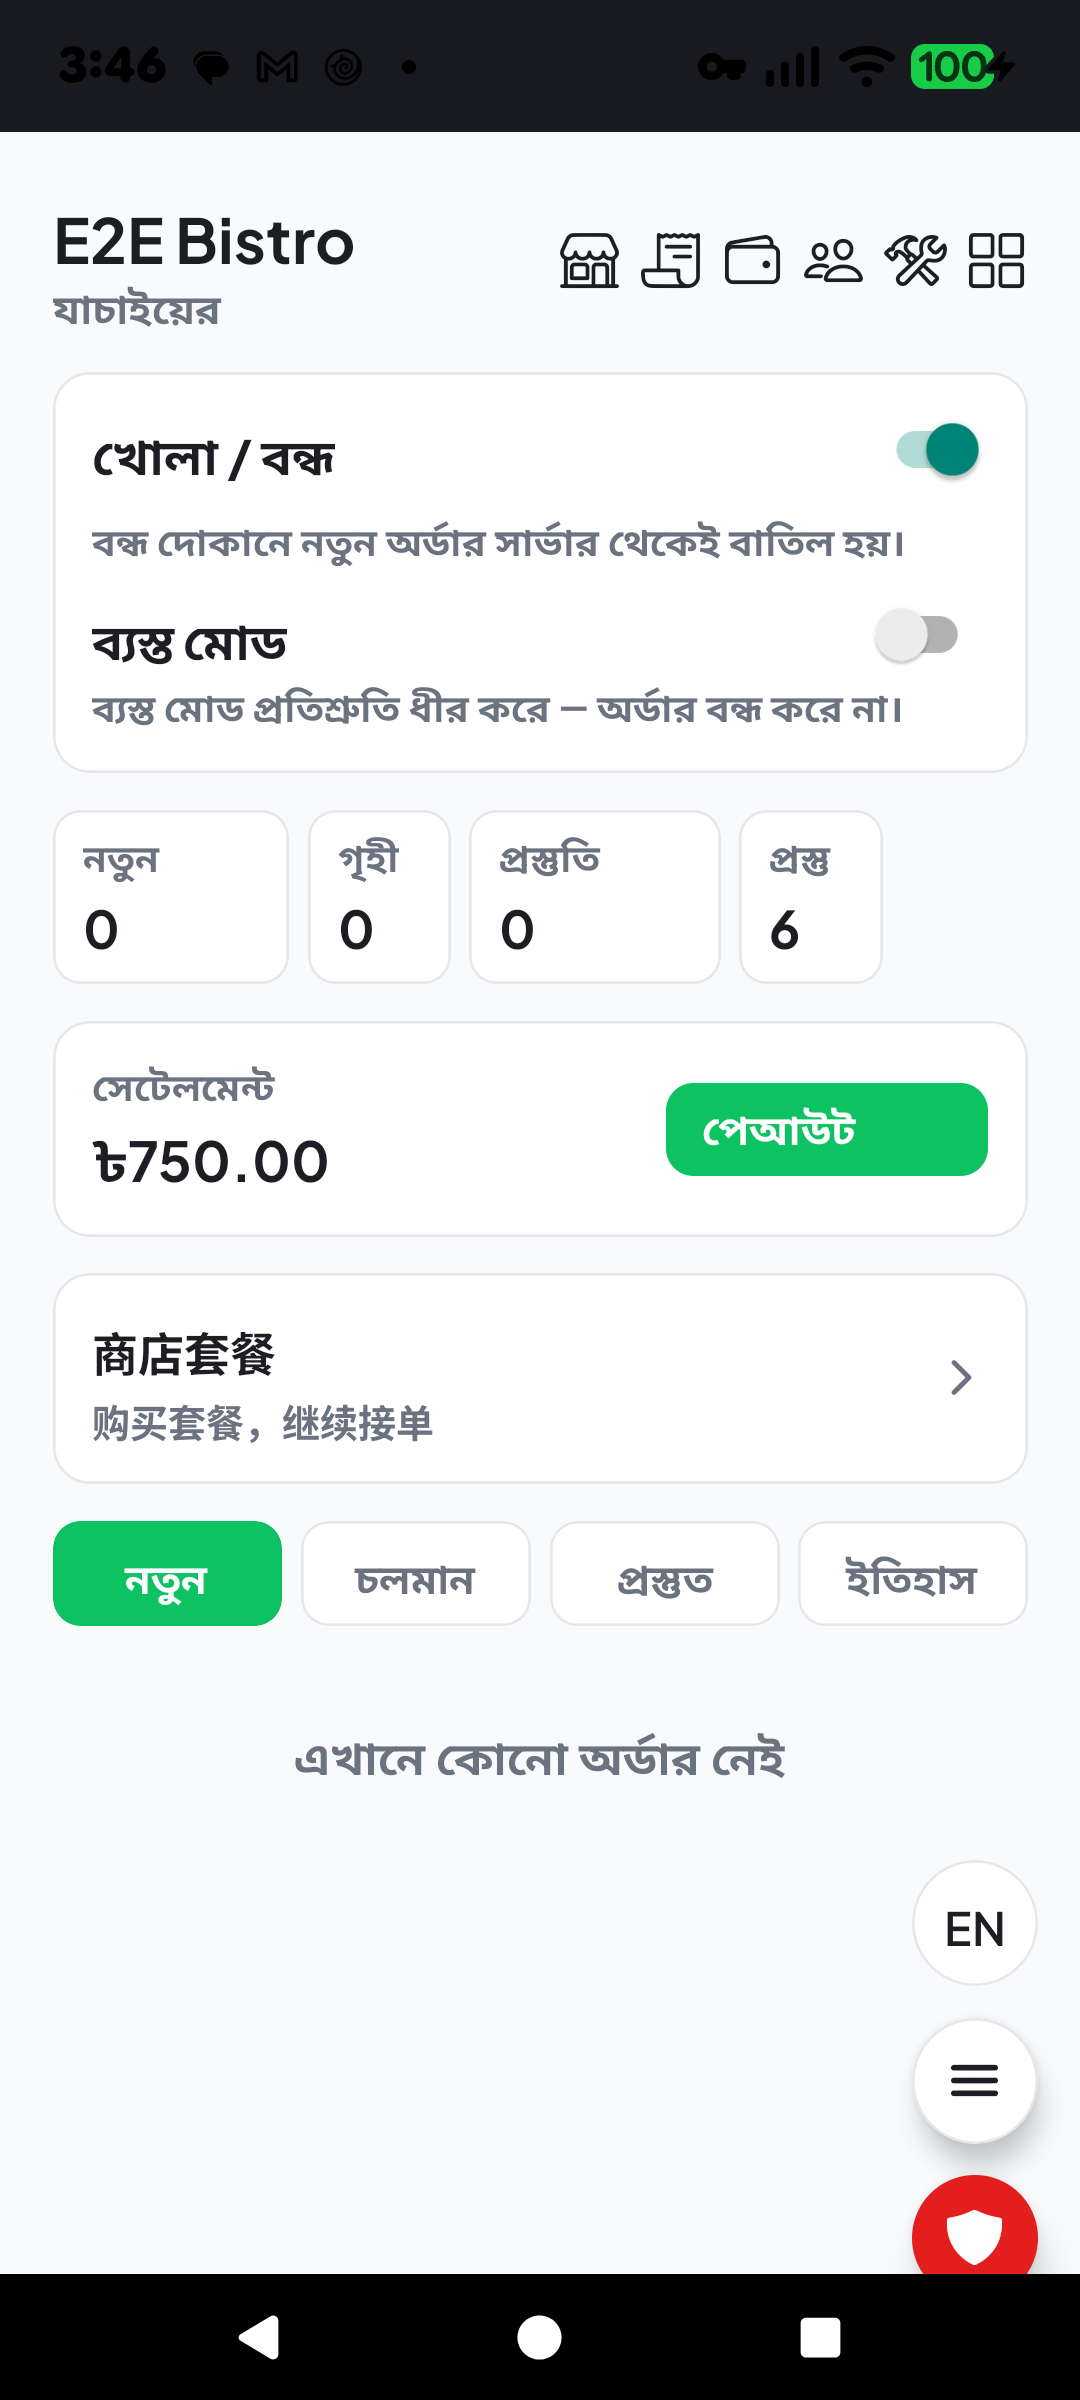 3:46
100
E2E Bistro
যাচাইয়ের
খোলা / বন্ধ
বন্ধ দোকানে নতুন অর্ডার সার্ভার থেকেই বাতিল হয়।
ব্যস্ত মোড
ব্যস্ত মোড প্রতিশ্রুতি ধীর করে – অর্ডার বন্ধ করে না।
নতুন গৃহী প্রস্তুতি প্রস্তু
0 0 0 6
সেটেলমেন্ট
৳750.00
পেআউট
商店套餐
购买套餐，继续接单
নতুন চলমান প্রস্তুত ইতিহাস
এখানে কোনো অর্ডার নেই
EN